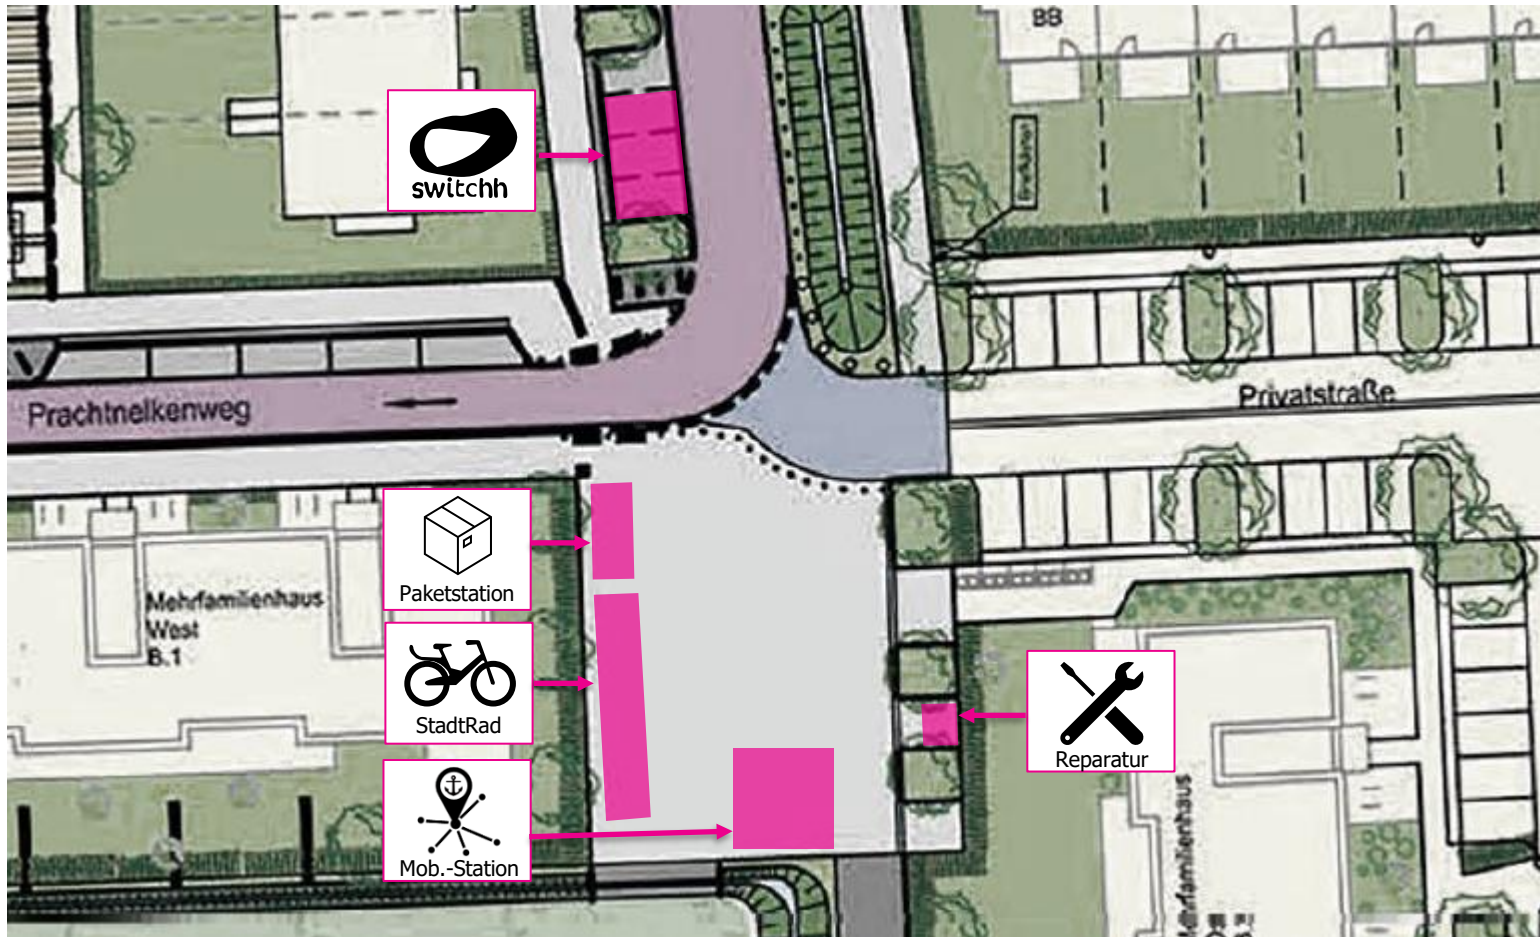 BB
switchh
Prachtnelkenweg
Privatstraße
Paketstation
Mehrfamilienhaus
West
B.1
StadtRad
Reparatur
Mob.-Station
Mehrfamilienhaus